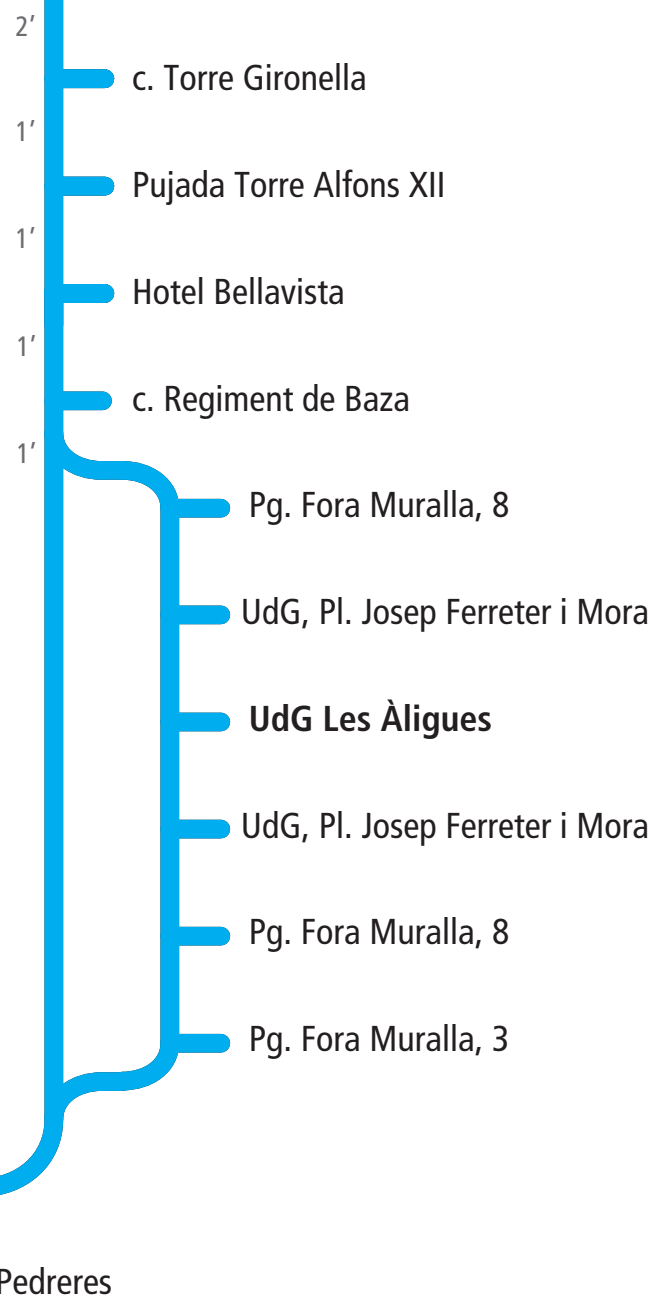 2’
c. Torre Gironella
1’
Pujada Torre Alfons XII
1’
Hotel Bellavista
1’
c. Regiment de Baza
1’
Pg. Fora Muralla, 8
UdG, Pl. Josep Ferreter i Mora
UdG Les Àligues
UdG, Pl. Josep Ferreter i Mora
Pg. Fora Muralla, 8
Pg. Fora Muralla, 3
Pedreres